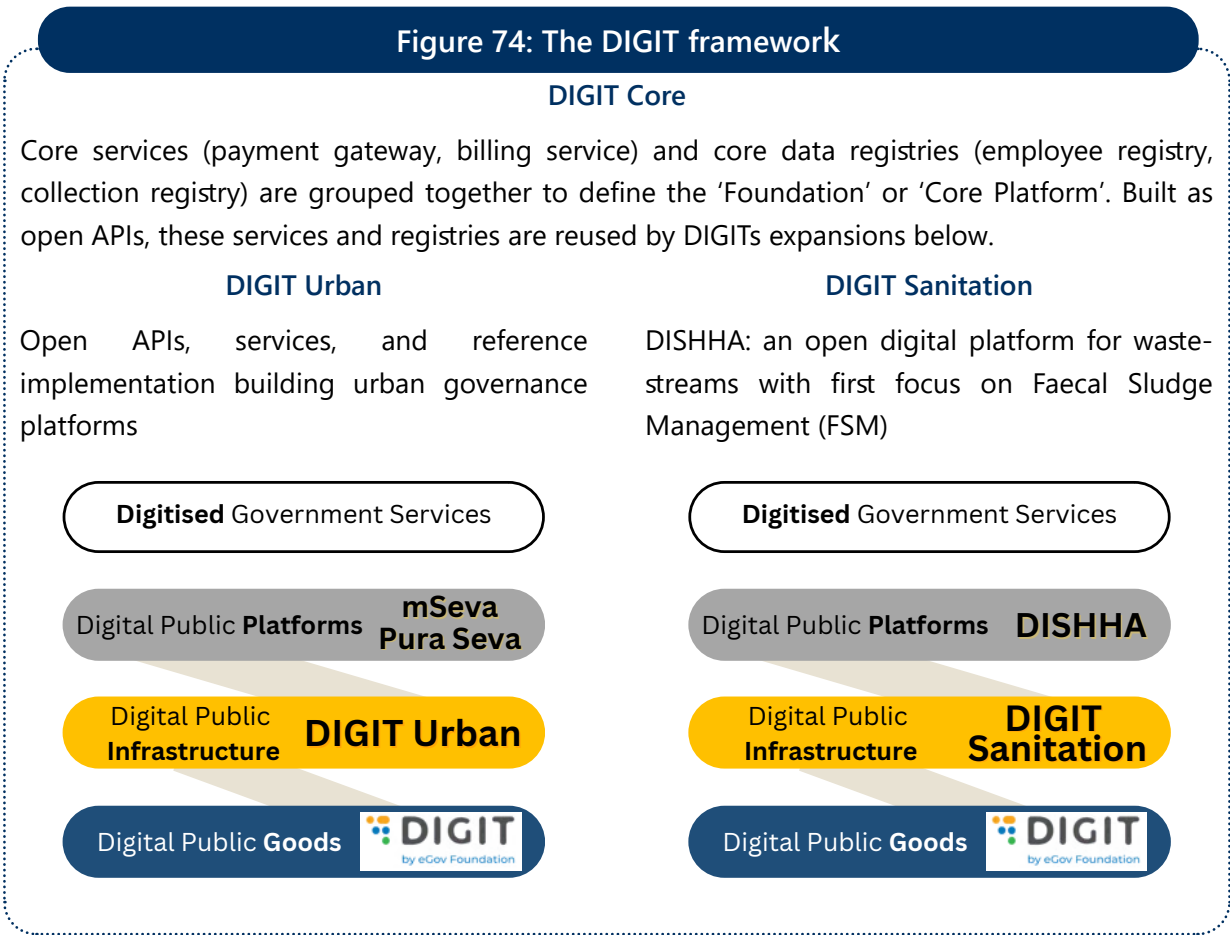 Figure 74: The DIGIT framework
DIGIT Core
Core services (payment gateway, billing service) and core data registries (employee registry,
collection registry) are grouped together to define the ‘Foundation’ or ‘Core Platform’. Built as
open APIs, these services and registries are reused by DIGITs expansions below.
DIGIT Urban
Open APIs, services, and reference
implementation building urban governance
platforms
Digitised Government Services
Digital Public Platforms
mSeva
Pura Seva
Digital Public
Infrastructure
DIGIT Urban
Digital Public Goods
DIGIT
by eGov Foundation
DIGIT Sanitation
DISHHA: an open digital platform for waste-
streams with first focus on Faecal Sludge
Management (FSM)
Digitised Government Services
Digital Public Platforms
DISHHA
Digital Public
Infrastructure
DIGIT
Sanitation
Digital Public Goods
DIGIT
by eGov Foundation